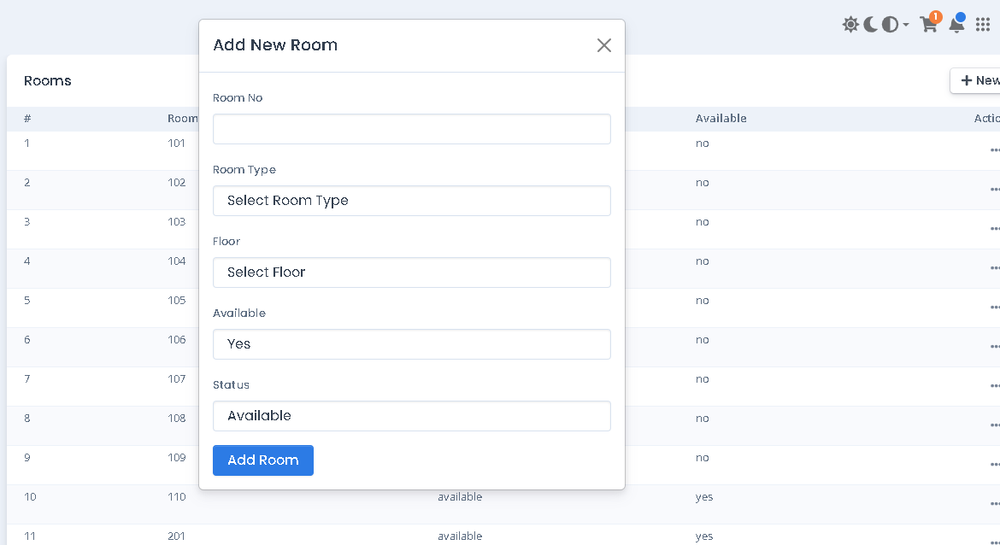 1
Add New Room
Rooms
New
# Room Available Actio
Room No
Room Type
Select Room Type
Floor
Select Floor
Available
Yes
Status
Available
Add Room
1 101 no
2 102 no
3 103 no
4 104 no
5 105 no
6 106 no
7 107 no
8 108 no
9 109 no
10 110 available yes
11 201 available yes